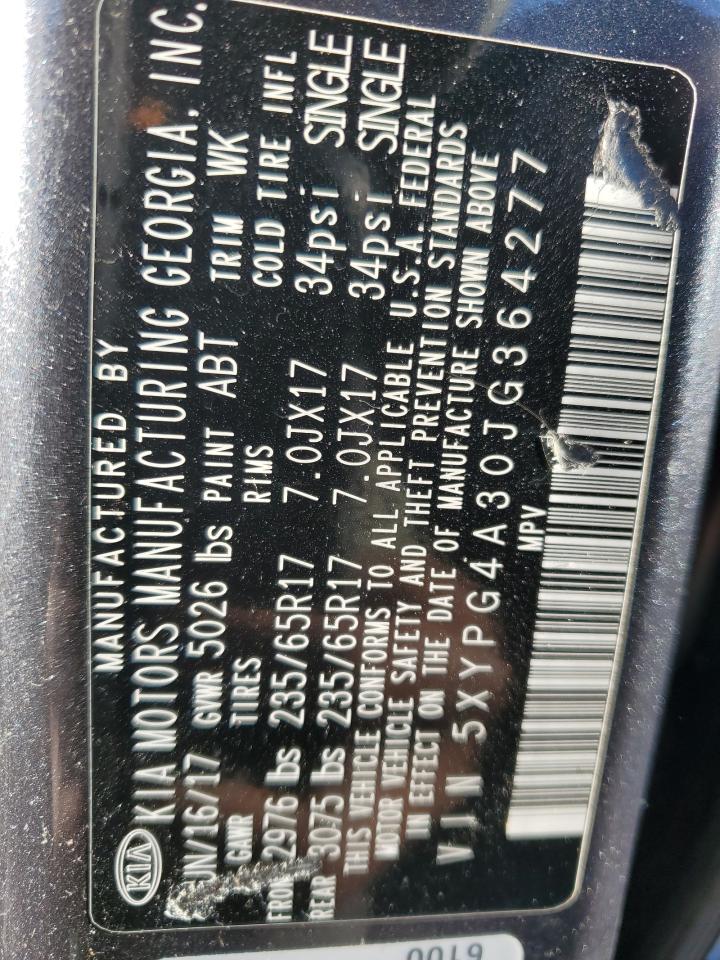 MANUFACTURED BY
KIA KIA MOTORS MANUFACTURING GEORGIA, INC.
UN/16/17 GVWR 5026 lbs PAINT ABT TRIM WK
GAWR TIRES RIMS COLD TIRE INFL
FRON 2976 lbs 235/65R17 7.0JX17 34psi SINGLE
REAR 3075 lbs 235/65R17 7.0JX17 34psi SINGLE
THIS VEHICLE CONFORMS TO ALL APPLICABLE U.S.A. FEDERAL
MOTOR VEHICLE SAFETY AND THEFT PREVENTION STANDARDS
IN EFFECT ON THE DATE OF MANUFACTURE SHOWN ABOVE
VIN 5XYPG4A30JG364277
MPV